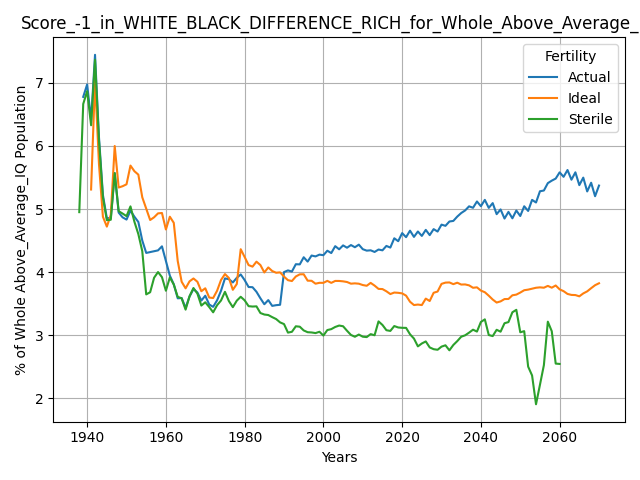 Score_-1_in_WHITE_BLACK_DIFFERENCE_RICH_for_Whole_Above_Average_
% of Whole Above_Average_IQ Population
7
6
5
4
3
2
Fertility
Actual
Ideal
Sterile
1940 1960 1980 2000 2020 2040 2060
Years